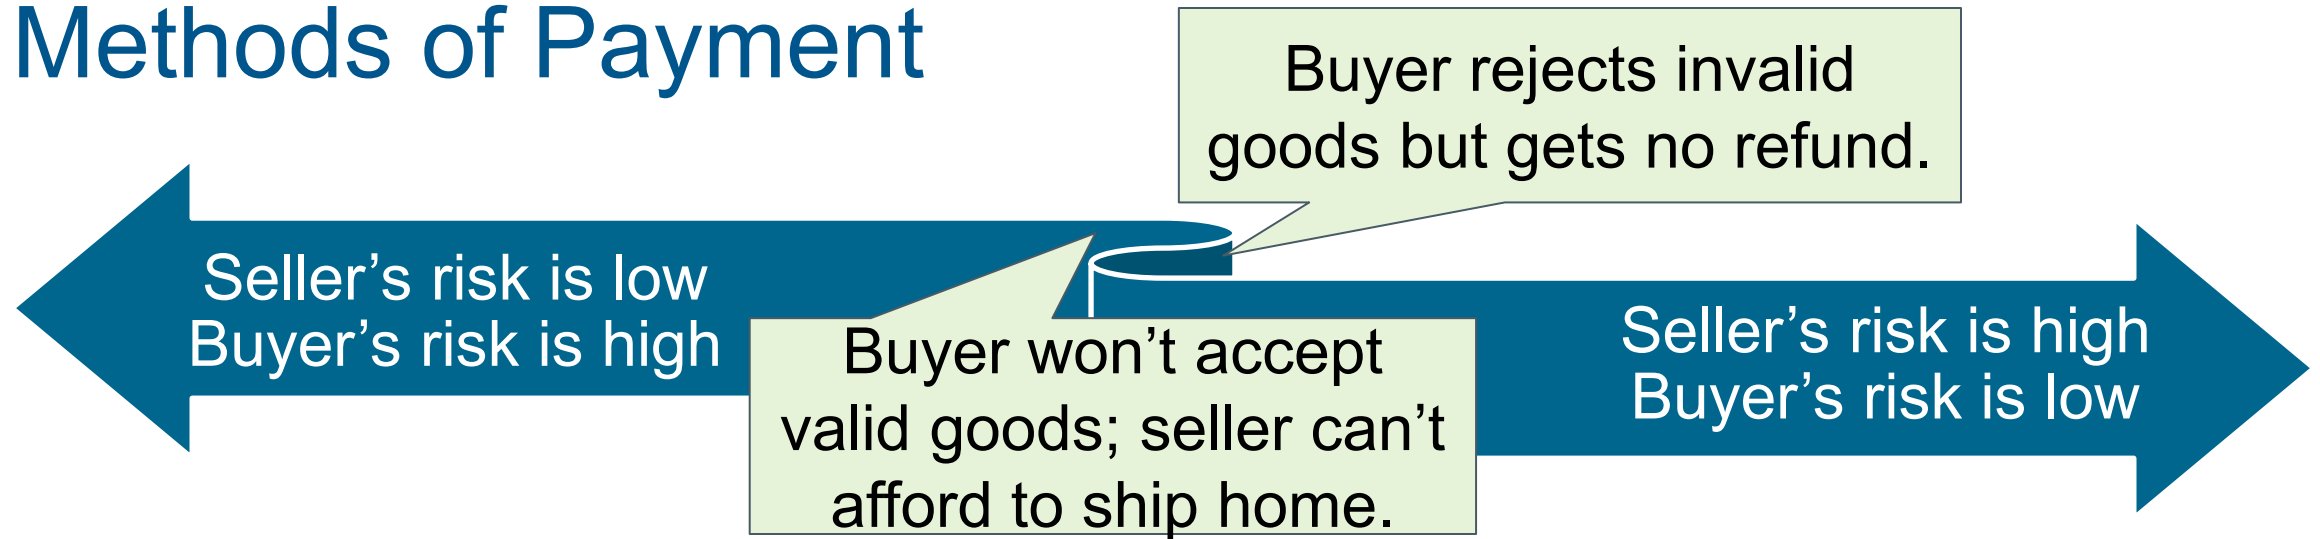 Methods of Payment
Buyer rejects invalid
goods but gets no refund.
Seller’s risk is low
Buyer’s risk is high
Buyer won’t accept
valid goods; seller can’t
afford to ship home.
Seller’s risk is high
Buyer’s risk is low